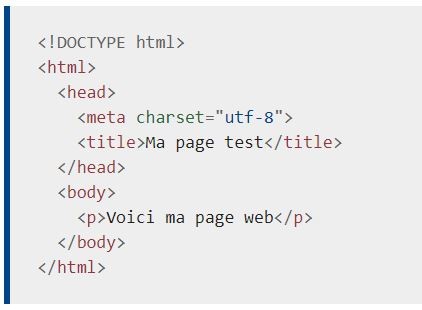 <!DOCTYPE html>
<html>
  <head>
    <meta charset="utf-8">
    <title>Ma page test</title>
  </head>
  <body>
    <p>Voici ma page web</p>
  </body>
</html>